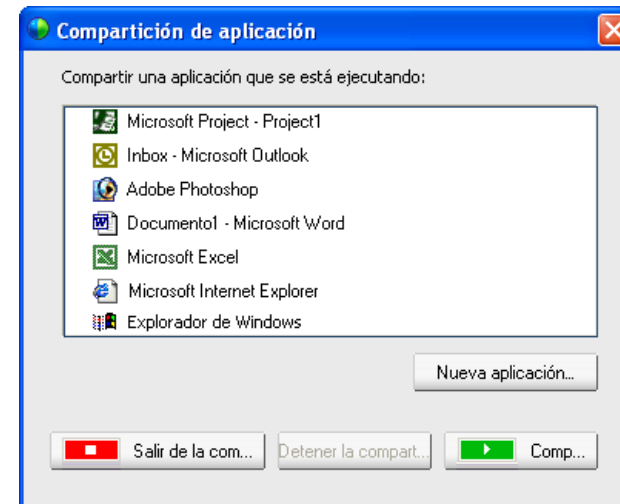 Compartición de aplicación
Compartir una aplicación que se está ejecutando:
Microsoft Project - Project1
Inbox - Microsoft Outlook
Adobe Photoshop
Documento1 - Microsoft Word
Microsoft Excel
Microsoft Internet Explorer
Explorador de Windows
Nueva aplicación...
Salir de la com... Detener la compart... Comp...